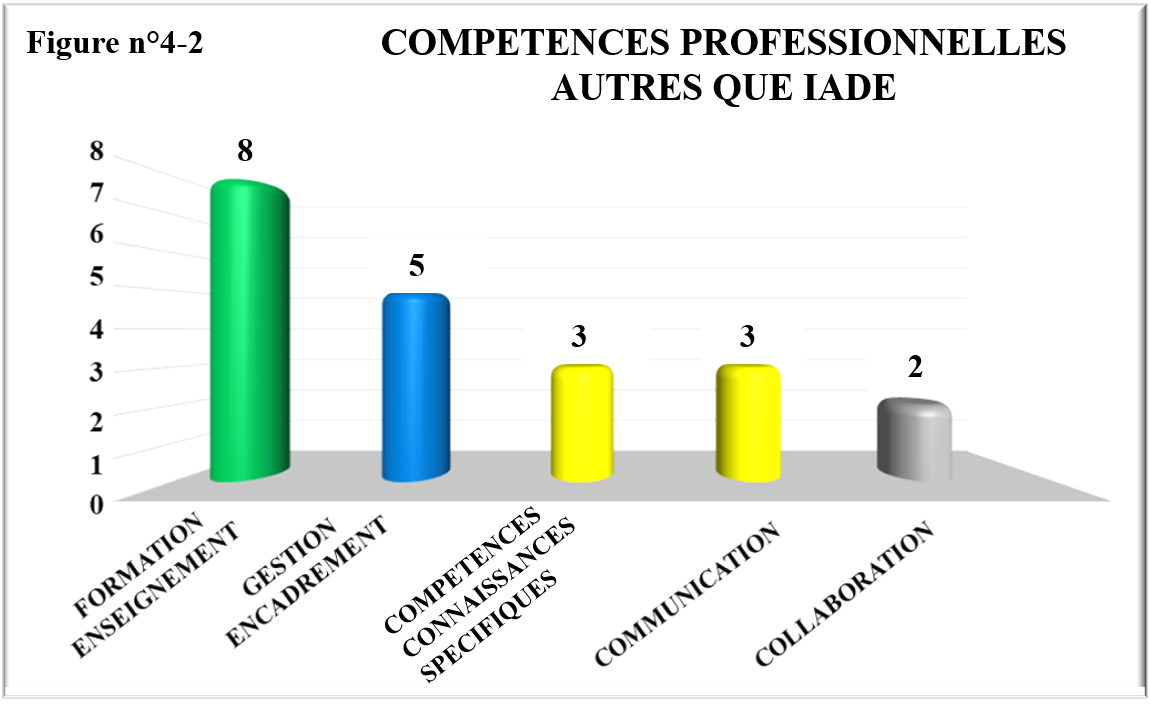 Figure n°4-2
COMPETENCES PROFESSIONNELLES
AUTRES QUE IADE
8
7
6
5
4
3
2
1
0
8
5
3
3
2
FORMATION
ENSEIGNEMENT
GESTION
ENCADREMENT
COMPETENCES
CONNAISSANCES
SPECIFIQUES
COMMUNICATION
COLLABORATION